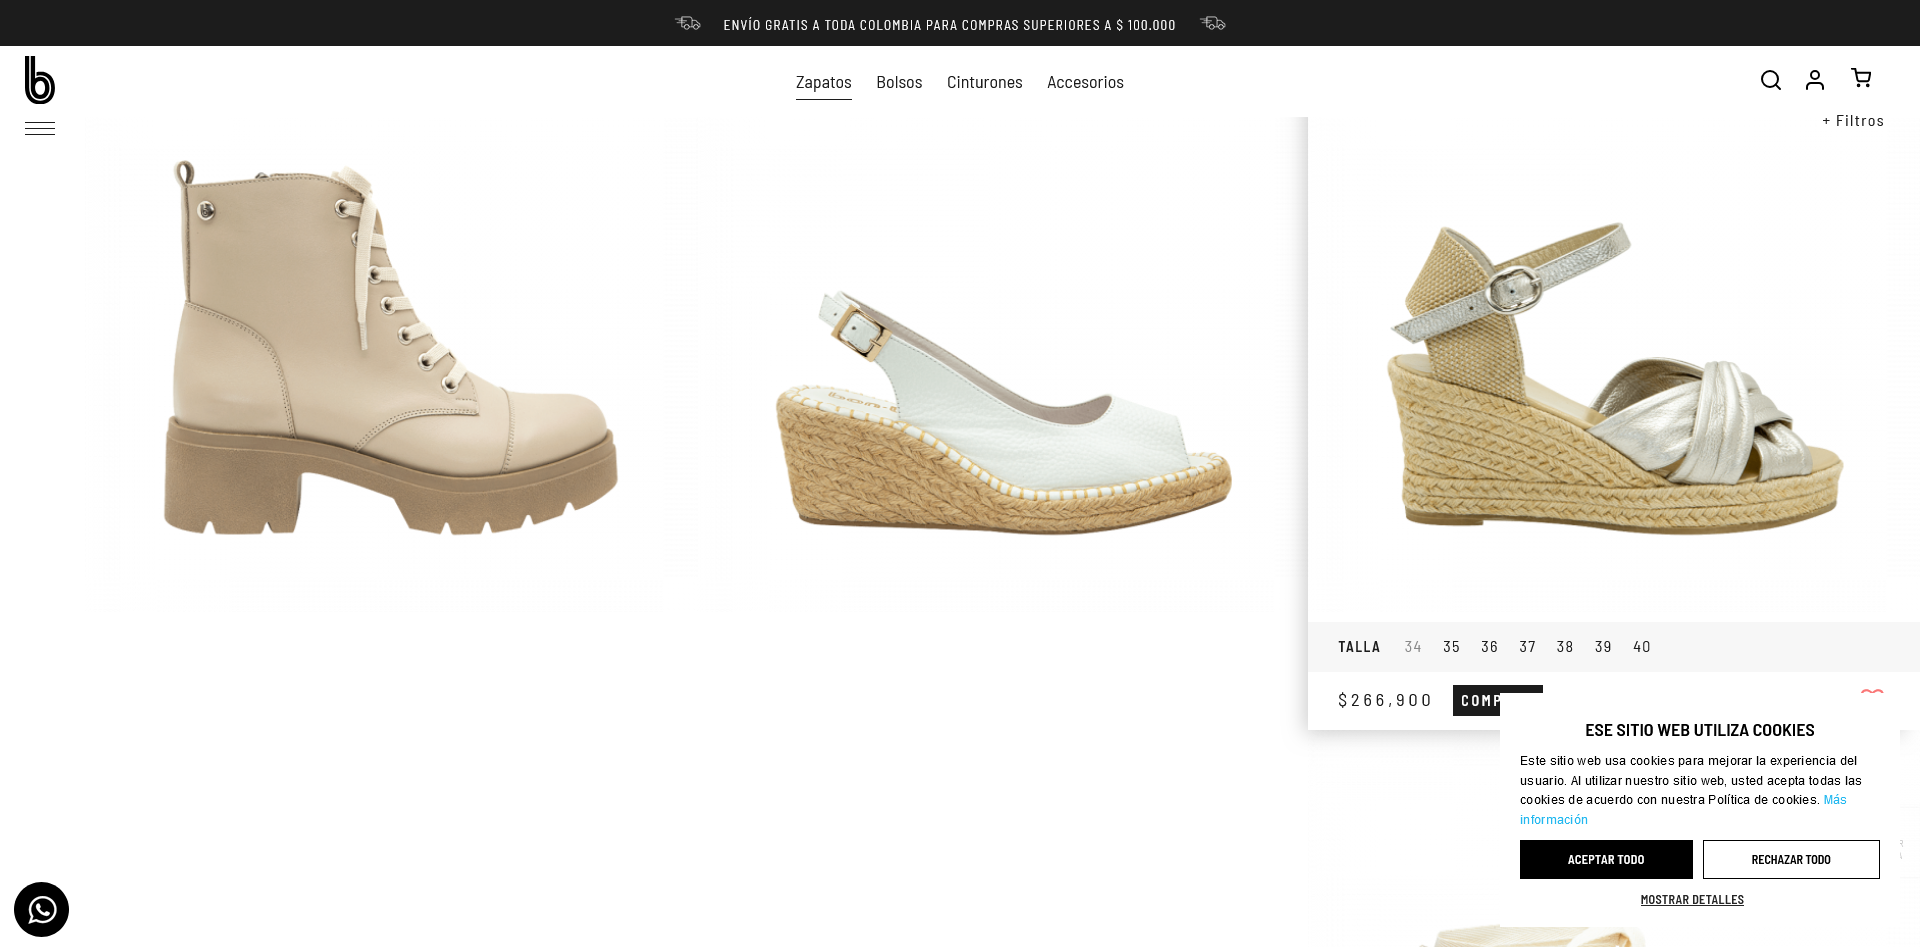 ENVÍO GRATIS A TODA COLOMBIA PARA COMPRAS SUPERIORES A $ 100.000
b
Zapatos Bolsos Cinturones Accesorios
+ Filtros
TALLA 34 35 36 37 38 39 40
$266,900
ESE SITIO WEB UTILIZA COOKIES
Este sitio web usa cookies para mejorar la experiencia del
usuario. Al utilizar nuestro sitio web, usted acepta todas las
cookies de acuerdo con nuestra Política de cookies. Más
información
ACEPTAR TODO RECHAZAR TODO
MOSTRAR DETALLES